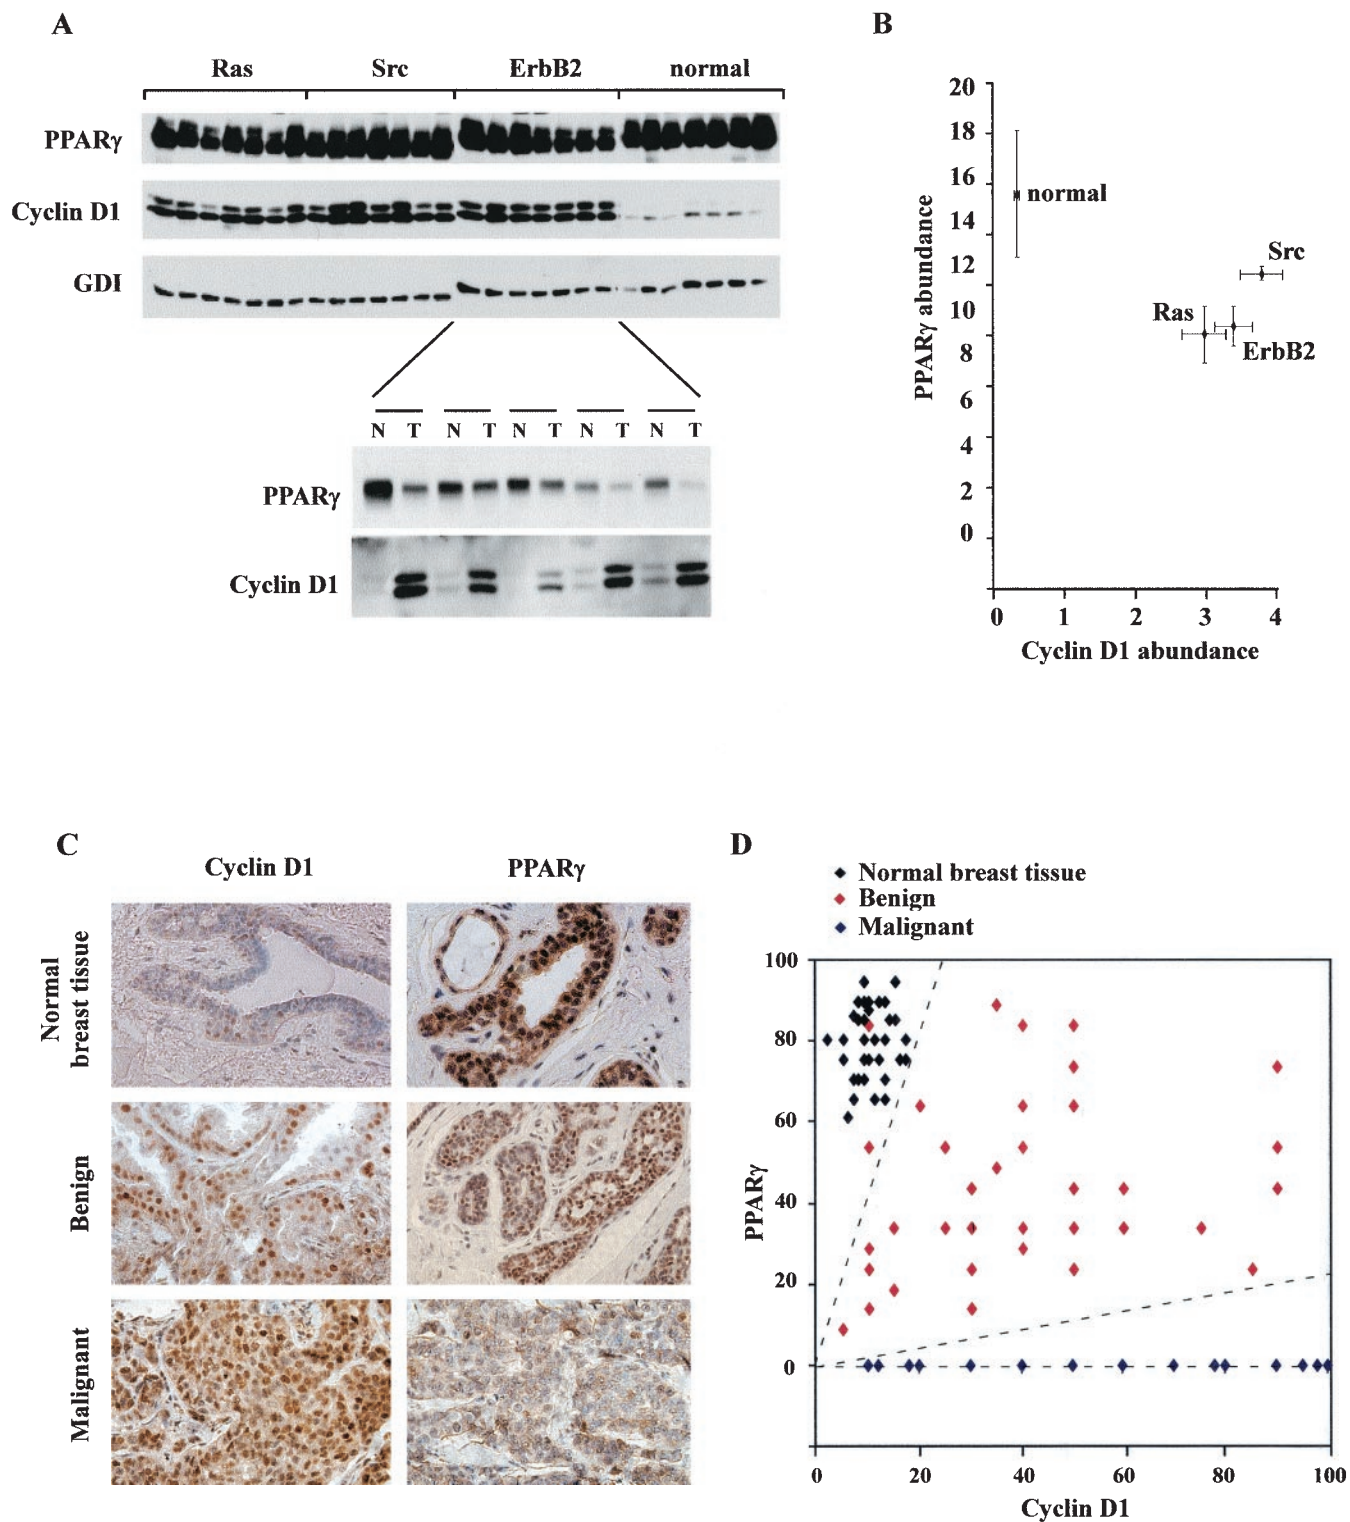 A
Ras Src ErbB2 normal
PPARγ
Cyclin D1
GDI
N T N T N T N T N T
PPARγ
Cyclin D1
B
20
18
16
14
12
10
8
6
4
2
0
PPARγ abundance
normal
Src
Ras
ErbB2
0 1 2 3 4
Cyclin D1 abundance
C
Cyclin D1 PPARγ
Normal
breast tissue
Benign
Malignant
D
Normal breast tissue
Benign
Malignant
100
80
60
40
20
0
PPARγ
0 20 40 60 80 100
Cyclin D1